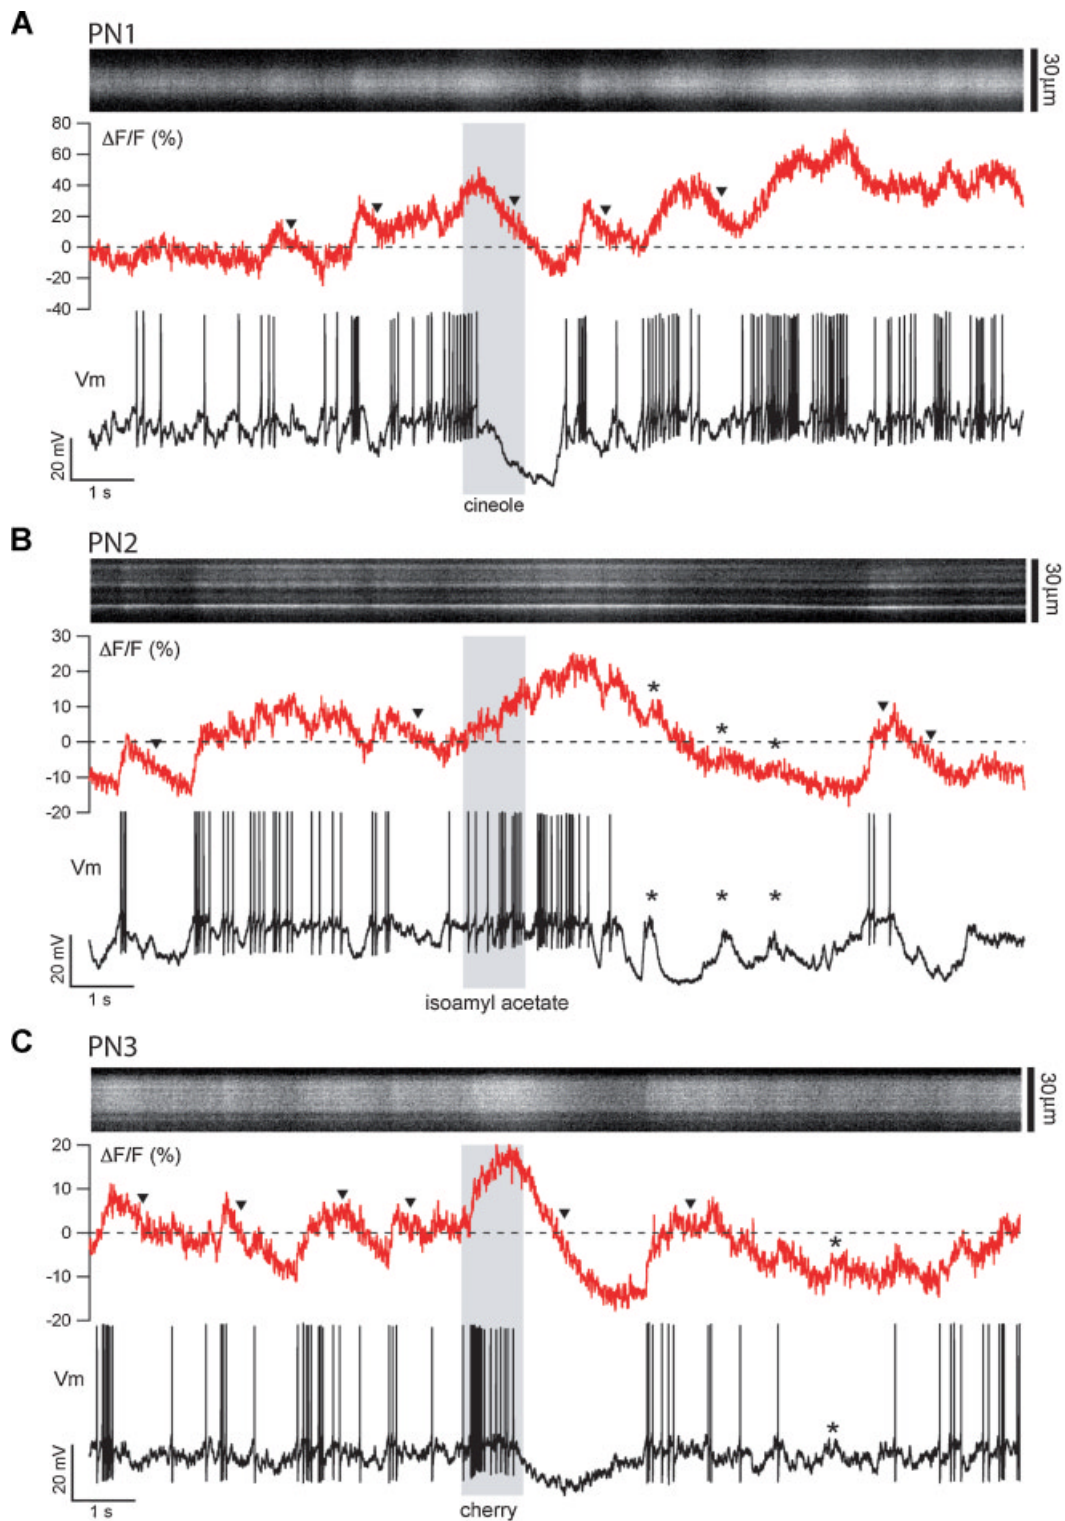 A
PN1
30µm
80
60
40
20
0
-20
-40
ΔF/F (%)
Vm
20 mV
1 s
cineole
B
PN2
30µm
30
20
10
0
-10
-20
ΔF/F (%)
*
*
*
Vm
*
*
*
20 mV
1 s
isoamyl acetate
C
PN3
30µm
20
10
0
-10
-20
ΔF/F (%)
*
Vm
*
20 mV
1 s
cherry